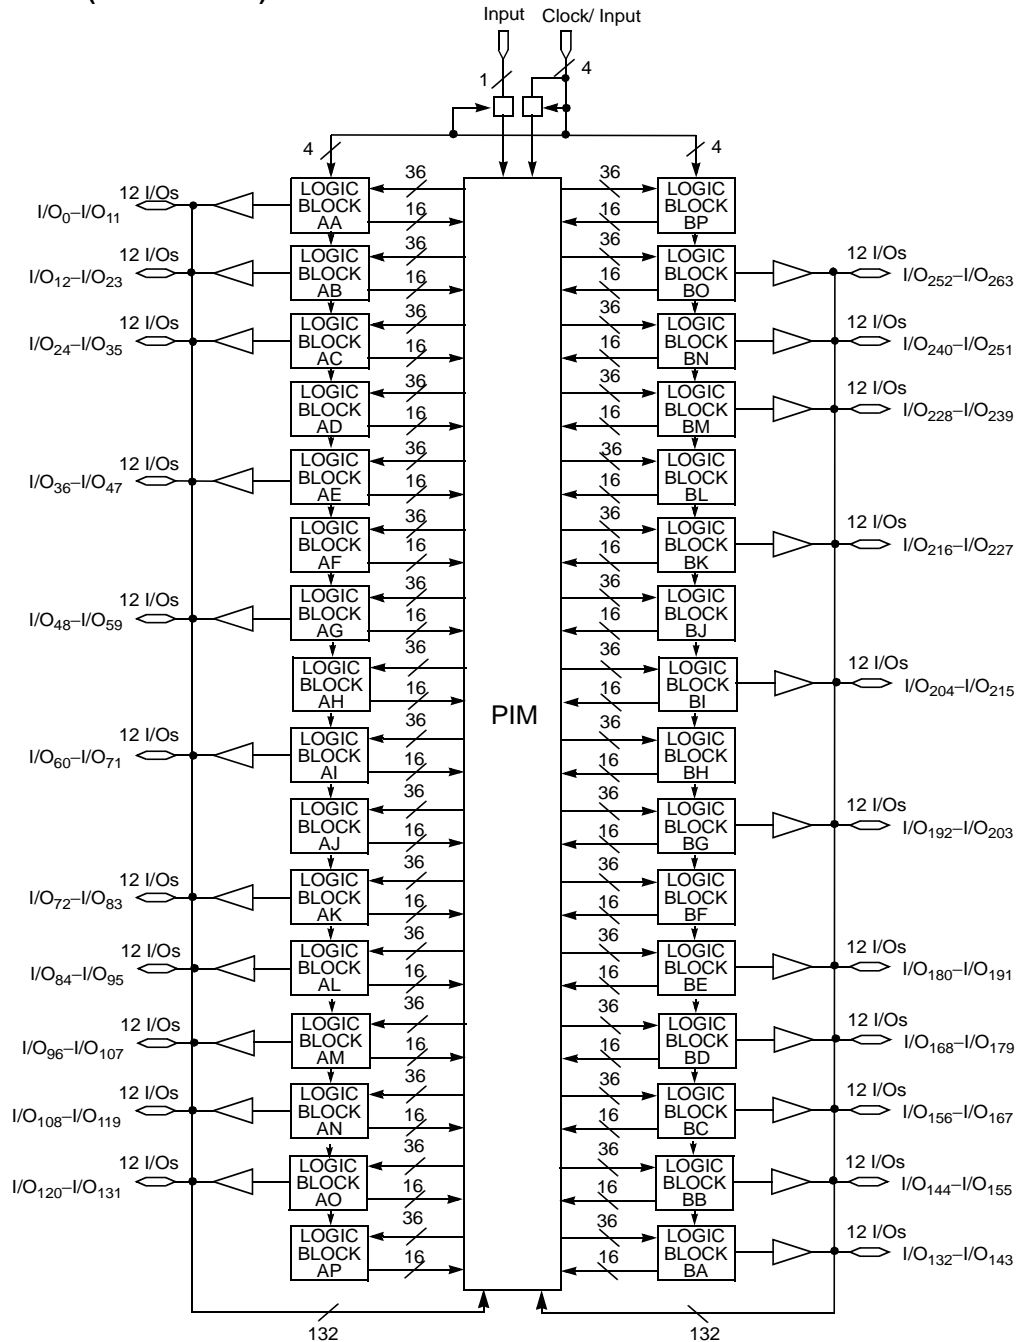 Input
Clock/ Input
1
4
4
4
12 I/Os
I/O0–I/O11
LOGIC
BLOCK
AA
36
16
36
16
LOGIC
BLOCK
BP
12 I/Os
I/O12–I/O23
LOGIC
BLOCK
AB
36
16
36
16
LOGIC
BLOCK
BO
12 I/Os
I/O252–I/O263
12 I/Os
I/O24–I/O35
LOGIC
BLOCK
AC
36
16
36
16
LOGIC
BLOCK
BN
12 I/Os
I/O240–I/O251
LOGIC
BLOCK
AD
36
16
36
16
LOGIC
BLOCK
BM
12 I/Os
I/O228–I/O239
12 I/Os
I/O36–I/O47
LOGIC
BLOCK
AE
36
16
36
16
LOGIC
BLOCK
BL
LOGIC
BLOCK
AF
36
16
36
16
LOGIC
BLOCK
BK
12 I/Os
I/O216–I/O227
12 I/Os
I/O48–I/O59
LOGIC
BLOCK
AG
36
16
36
16
LOGIC
BLOCK
BJ
LOGIC
BLOCK
AH
36
16
36
16
LOGIC
BLOCK
BI
12 I/Os
I/O204–I/O215
PIM
12 I/Os
I/O60–I/O71
LOGIC
BLOCK
AI
36
16
36
16
LOGIC
BLOCK
BH
LOGIC
BLOCK
AJ
36
16
36
16
LOGIC
BLOCK
BG
12 I/Os
I/O192–I/O203
12 I/Os
I/O72–I/O83
LOGIC
BLOCK
AK
36
16
36
16
LOGIC
BLOCK
BF
12 I/Os
I/O84–I/O95
LOGIC
BLOCK
AL
36
16
36
16
LOGIC
BLOCK
BE
12 I/Os
I/O180–I/O191
12 I/Os
I/O96–I/O107
LOGIC
BLOCK
AM
36
16
36
16
LOGIC
BLOCK
BD
12 I/Os
I/O168–I/O179
12 I/Os
I/O108–I/O119
LOGIC
BLOCK
AN
36
16
36
16
LOGIC
BLOCK
BC
12 I/Os
I/O156–I/O167
12 I/Os
I/O120–I/O131
LOGIC
BLOCK
AO
36
16
36
16
LOGIC
BLOCK
BB
12 I/Os
I/O144–I/O155
LOGIC
BLOCK
AP
36
16
36
16
LOGIC
BLOCK
BA
12 I/Os
I/O132–I/O143
132
132